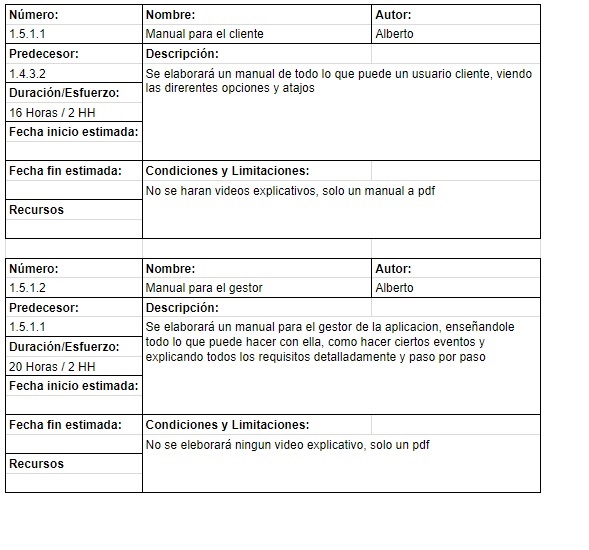 Número: Nombre: Autor:
1.5.1.1 Manual para el cliente Alberto
Predecesor: Descripción:
1.4.3.2 Se elaborará un manual de todo lo que puede un usuario cliente, viendo
las direrentes opciones y atajos
Duración/Esfuerzo:
16 Horas / 2 HH
Fecha inicio estimada:
Fecha fin estimada: Condiciones y Limitaciones:
No se haran videos explicativos, solo un manual a pdf
Recursos
Número: Nombre: Autor:
1.5.1.2 Manual para el gestor Alberto
Predecesor: Descripción:
1.5.1.1 Se elaborará un manual para el gestor de la aplicacion, enseñandole
todo lo que puede hacer con ella, como hacer ciertos eventos y
explicando todos los requisitos detalladamente y paso por paso
Duración/Esfuerzo:
20 Horas / 2 HH
Fecha inicio estimada:
Fecha fin estimada: Condiciones y Limitaciones:
No se eleborará ningun video explicativo, solo un pdf
Recursos